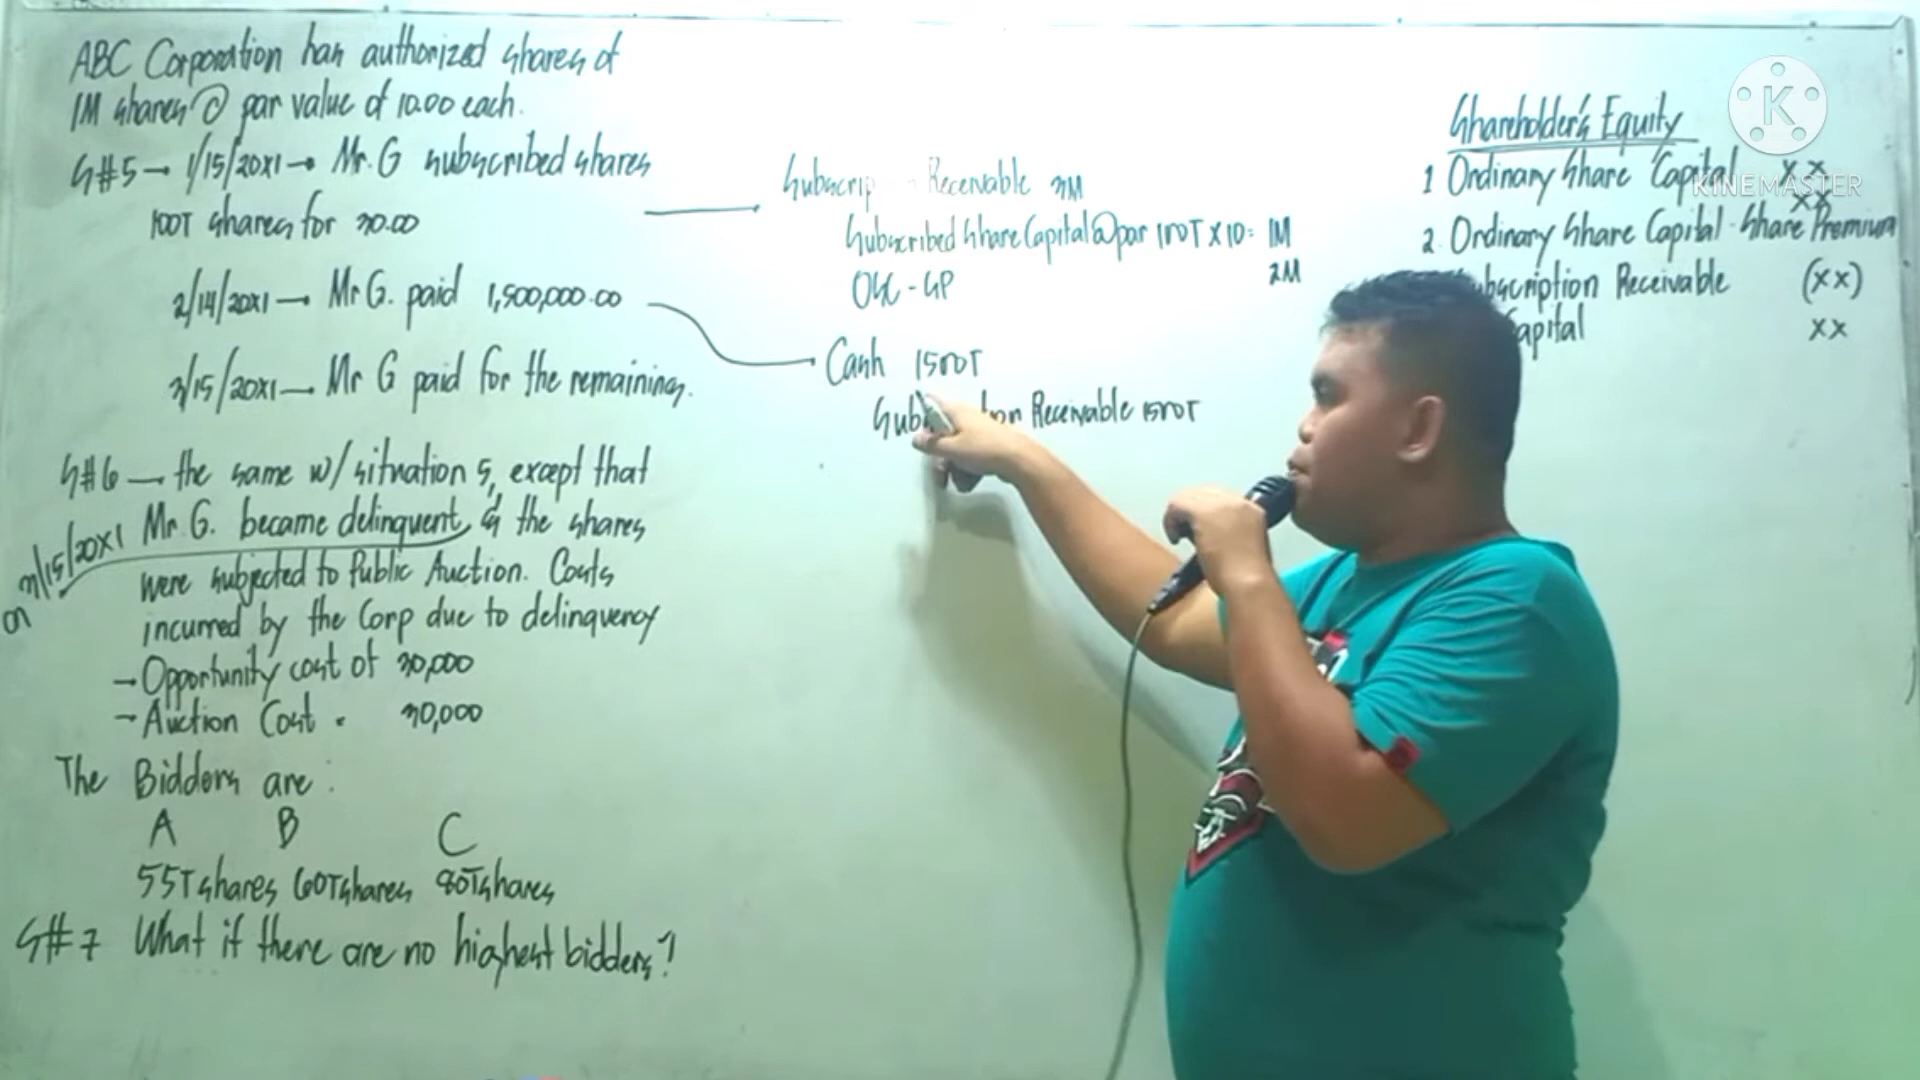 ABC Corporation has authorized shares of
1M shares @ par value of 10.00 each.
S#5 → 1/15/20x1 → Mr. G subscribed shares
100T shares for 30.00
2/14/20x1 → Mr G. paid 1,500,000.00
3/15/20x1 → Mr G paid for the remaining.
S#6 → the same w/ situation 5, except that
on 3/15/20x1 Mr G. became delinquent & the shares
were subjected to Public Auction. Costs
incurred by the Corp due to delinquency
→ Opportunity cost of 30,000
→ Auction Cost 30,000
The Bidders are:
A B C
55T shares 60T shares 80T shares
S#7 What if there are no highest bidders?
Receivable 3M
Subscribed Share Capital @ par 100T x 10 = 1M
OSC - SP 2M
Cash 1500T
Receivable 1500T
Shareholder's Equity
1 Ordinary Share Capital xx
2. Ordinary Share Capital - Share Premium xx
Subscription Receivable (xx)
Capital xx
K
KINEMASTER